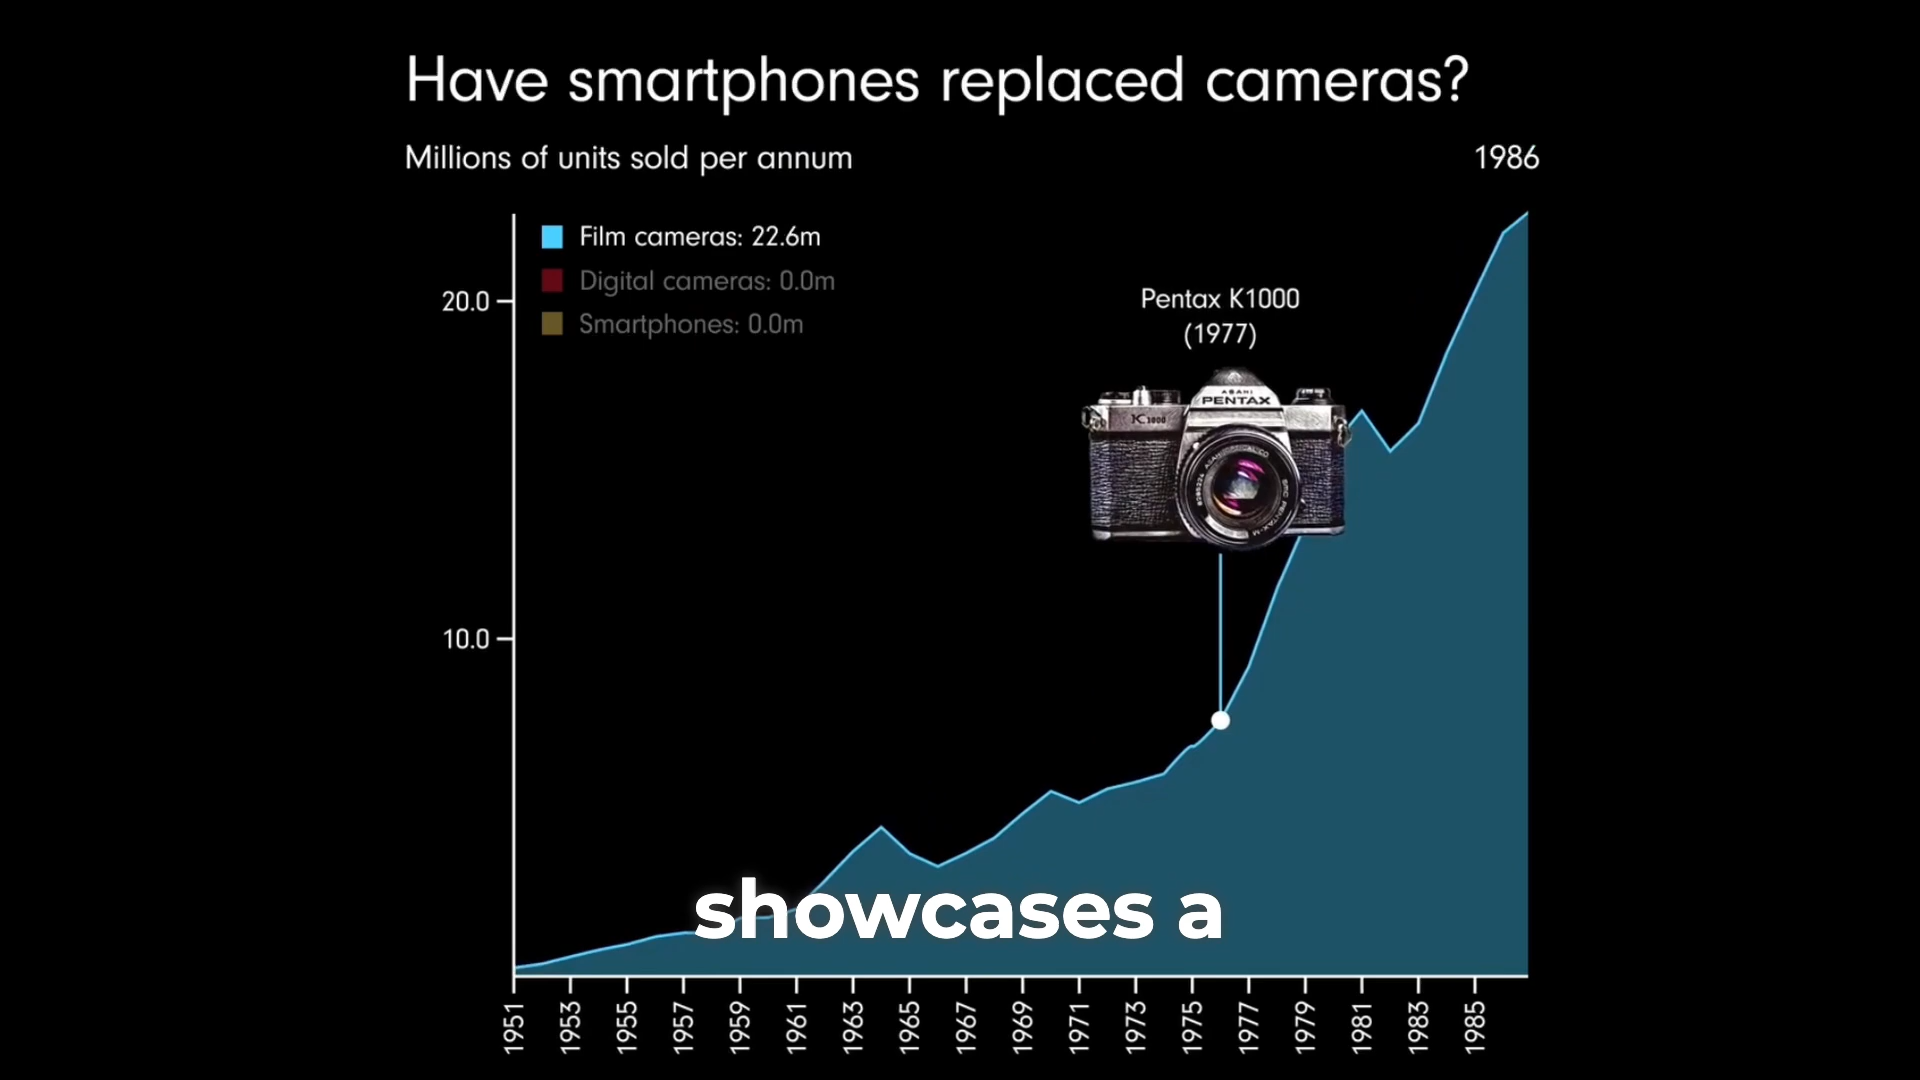 Have smartphones replaced cameras?
Millions of units sold per annum
1986
Film cameras: 22.6m
Digital cameras: 0.0m
Smartphones: 0.0m
20.0
10.0
Pentax K1000
(1977)
ASAHI
PENTAX
K1000
showcases a
1951
1953
1955
1957
1959
1961
1963
1965
1967
1969
1971
1973
1975
1977
1979
1981
1983
1985